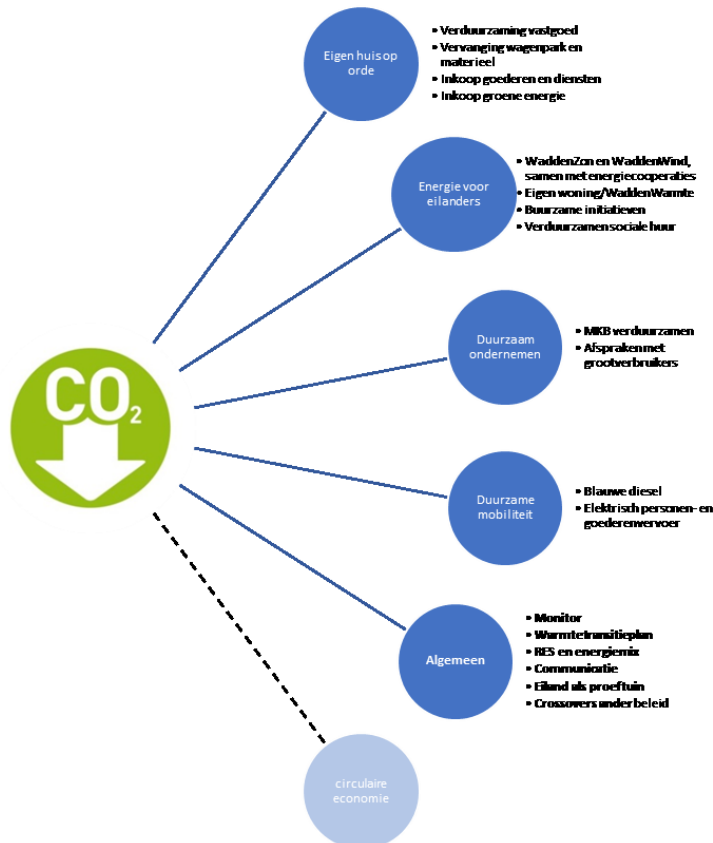 Eigen huis op
orde
• Verduurzaming vastgoed
• Vervanging wagenpark en
materieel
• Inkoop goederen en diensten
• Inkoop groene energie
Energie voor
eilanders
• WaddenZon en WaddenWind,
samen met energiecooperaties
• Eigen woning/WaddenWarmte
• Buurzame initiatieven
• Verduurzamen sociale huur
Duurzaam
ondernemen
• MKB verduurzamen
• Afspraken met
grootverbruikers
CO2
Duurzame
mobiliteit
• Blauwe diesel
• Elektrisch personen- en
goederenvervoer
Algemeen
• Monitor
• Warmtetransitieplan
• RES en energiemix
• Communicatie
• Eiland als proeftuin
• Crossovers ander beleid
circulaire
economie